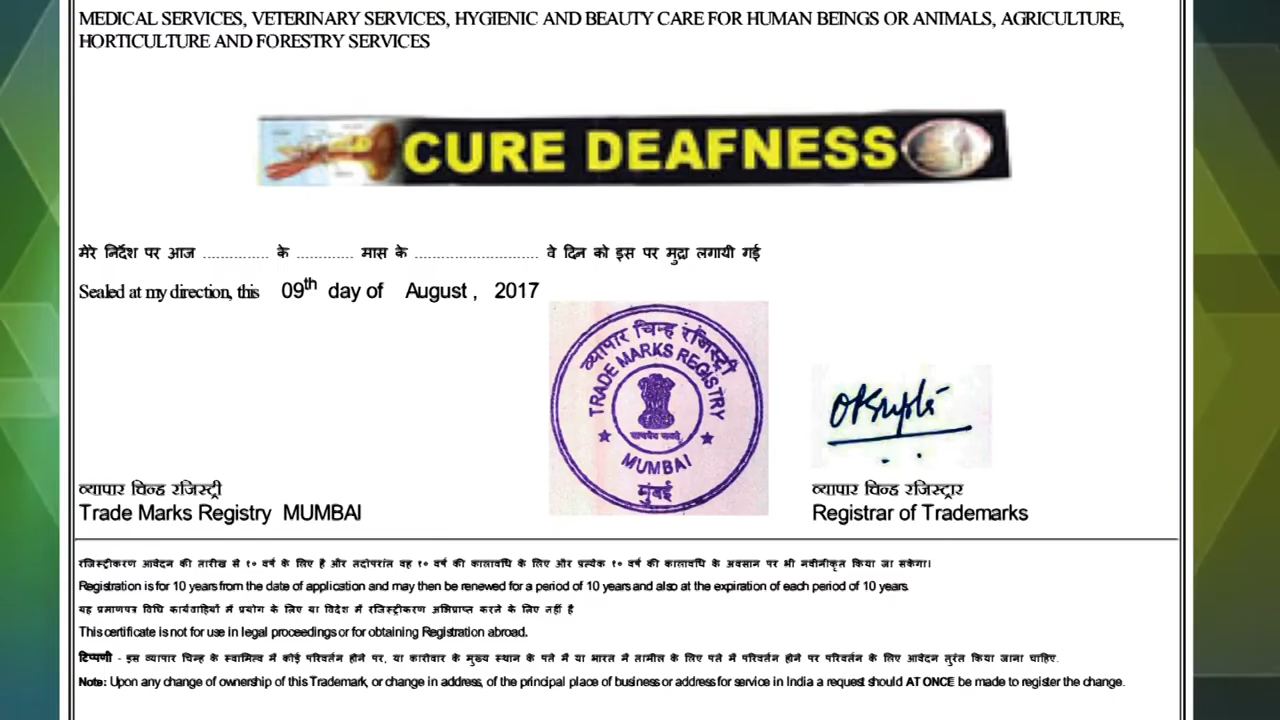 MEDICAL SERVICES, VETERINARY SERVICES, HYGIENIC AND BEAUTY CARE FOR HUMAN BEINGS OR ANIMALS, AGRICULTURE,
HORTICULTURE AND FORESTRY SERVICES
CURE DEAFNESS
मेरे निर्देश पर आज ............... के ............. मास के ............................ वे दिन को इस पर मुद्रा लगायी गई
Sealed at my direction, this 09th day of August , 2017
व्यापार चिन्ह रजिस्ट्री
TRADE MARKS REGISTRY
सत्यमेव जयते
MUMBAI
मुंबई
व्यापार चिन्ह रजिस्ट्री
Trade Marks Registry MUMBAI
व्यापार चिन्ह रजिस्ट्रार
Registrar of Trademarks
रजिस्ट्रीकरण आवेदन की तारीख से १० वर्ष के लिए है और तदोपरांत वह १० वर्ष की कालावधि के लिए और प्रत्येक १० वर्ष की कालावधि के अवसान पर भी नवीनीकृत किया जा सकेगा।
Registration is for 10 years from the date of application and may then be renewed for a period of 10 years and also at the expiration of each period of 10 years.
यह प्रमाणपत्र विधि कार्यवाहियों में प्रयोग के लिए या विदेश में रजिस्ट्रीकरण अभिप्राप्त करने के लिए नहीं है
This certificate is not for use in legal proceedings or for obtaining Registration abroad.
टिप्पणी - इस व्यापार चिन्ह के स्वामित्व में कोई परिवर्तन होने पर, या कारोवार के मुख्य स्थान के पते में या भारत में तामील के लिए पते में परिवर्तन होने पर परिवर्तन के लिए आवेदन तुरंत किया जाना चाहिए.
Note: Upon any change of ownership of this Trademark, or change in address, of the principal place of business or address for service in India a request should AT ONCE be made to register the change.